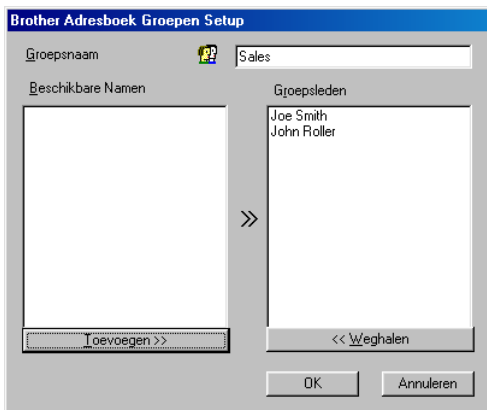 Brother Adresboek Groepen Setup
Groepsnaam
Sales
Beschikbare Namen
Groepsleden
Joe Smith
John Roller
Toevoegen >>
<< Weghalen
OK
Annuleren